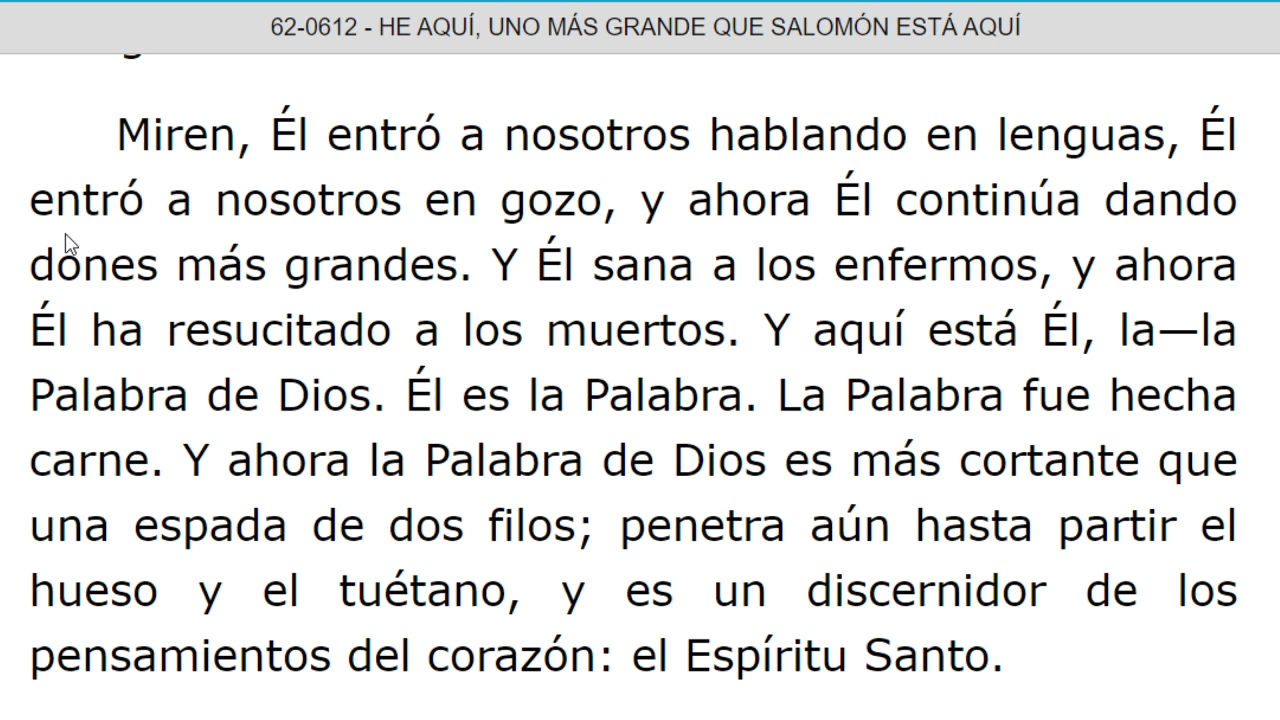 62-0612 - HE AQUÍ, UNO MÁS GRANDE QUE SALOMÓN ESTÁ AQUÍ
Miren, Él entró a nosotros hablando en lenguas, Él
entró a nosotros en gozo, y ahora Él continúa dando
dones más grandes. Y Él sana a los enfermos, y ahora
Él ha resucitado a los muertos. Y aquí está Él, la—la
Palabra de Dios. Él es la Palabra. La Palabra fue hecha
carne. Y ahora la Palabra de Dios es más cortante que
una espada de dos filos; penetra aún hasta partir el
hueso y el tuétano, y es un discernidor de los
pensamientos del corazón: el Espíritu Santo.